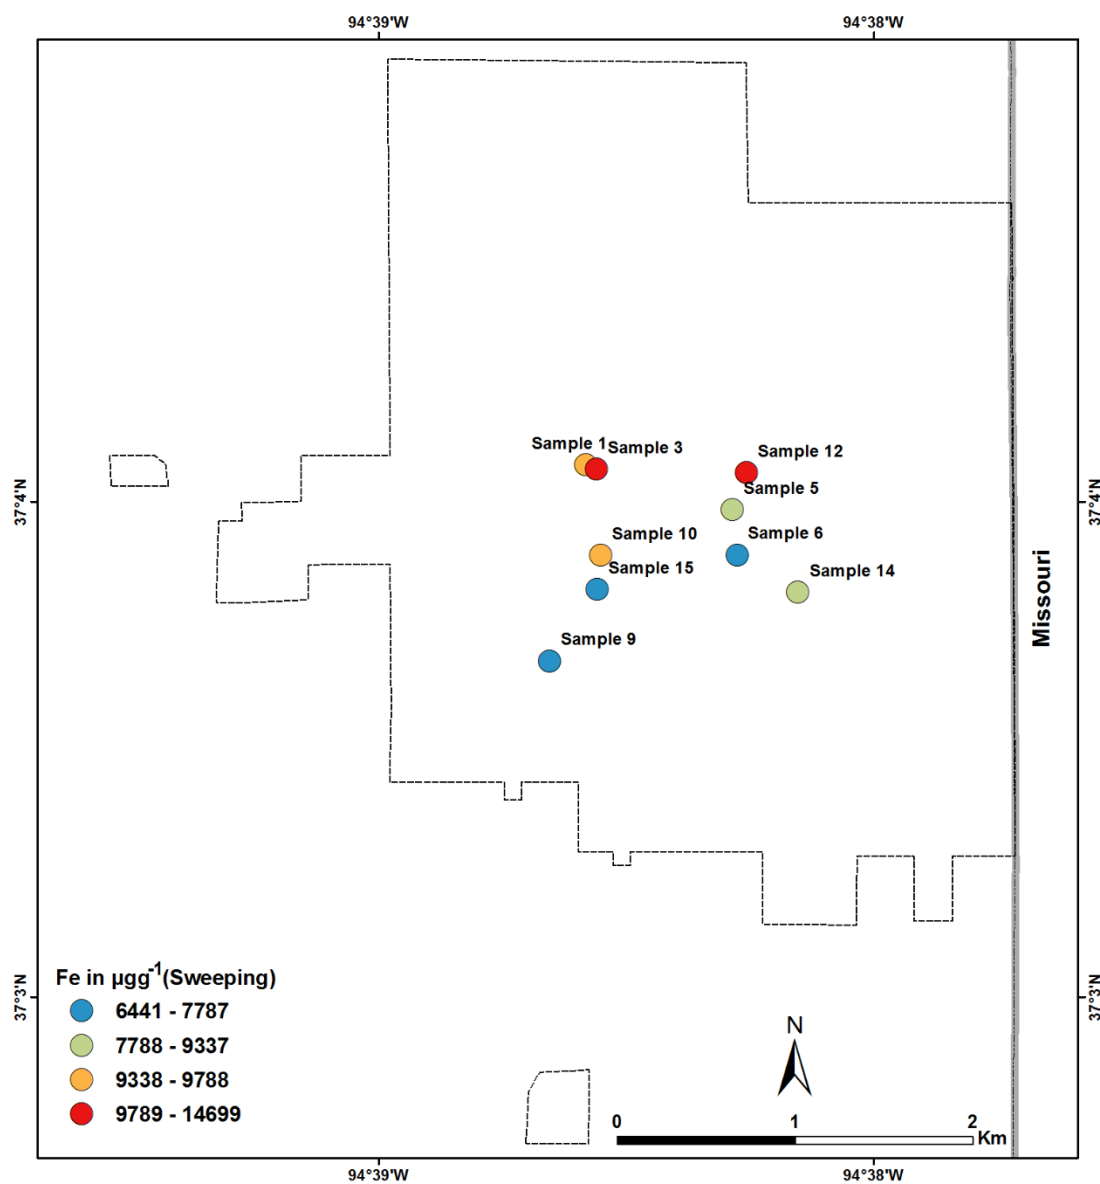 94°39'W 94°38'W
Sample 1
Sample 3
Sample 12
Sample 5
37°4'N 37°4'N
Sample 10
Sample 6
Sample 15
Sample 14
Missouri
Sample 9
Fe in µgg⁻¹(Sweeping)
6441 - 7787
7788 - 9337
9338 - 9788
9789 - 14699
37°3'N 37°3'N
N
0 1 2
Km
94°39'W 94°38'W